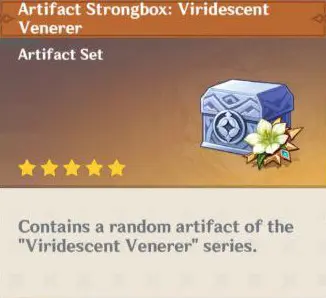 Artifact Strongbox: Viridescent
Venerer
Artifact Set
Contains a random artifact of the
"Viridescent Venerer" series.